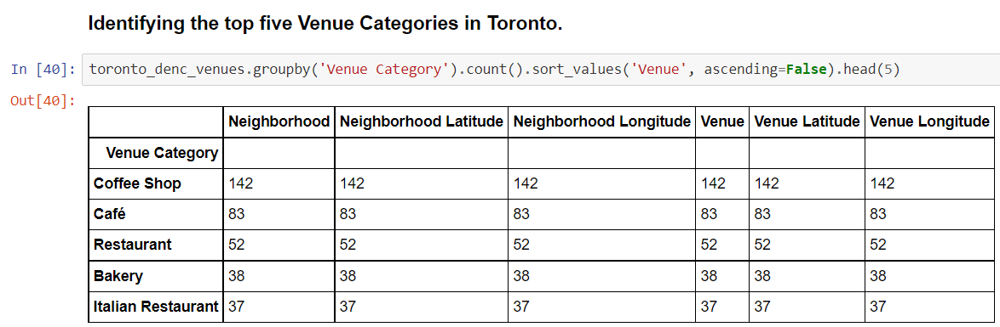 Identifying the top five Venue Categories in Toronto.
In [40]: toronto_denc_venues.groupby('Venue Category').count().sort_values('Venue', ascending=False).head(5)
Out[40]:
Neighborhood Neighborhood Latitude Neighborhood Longitude Venue Venue Latitude Venue Longitude
Venue Category
Coffee Shop 142 142 142 142 142 142
Café 83 83 83 83 83 83
Restaurant 52 52 52 52 52 52
Bakery 38 38 38 38 38 38
Italian Restaurant 37 37 37 37 37 37